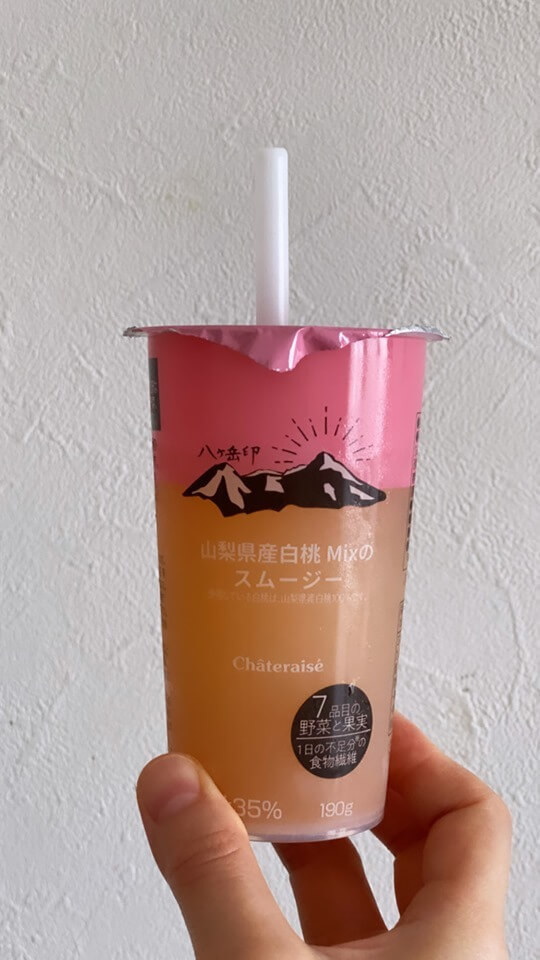 八ヶ岳印
山梨県産白桃 Mixの
スムージー
Châteraisé
7品目の
野菜と果実
1日の不足分※の
食物繊維
35% 190g